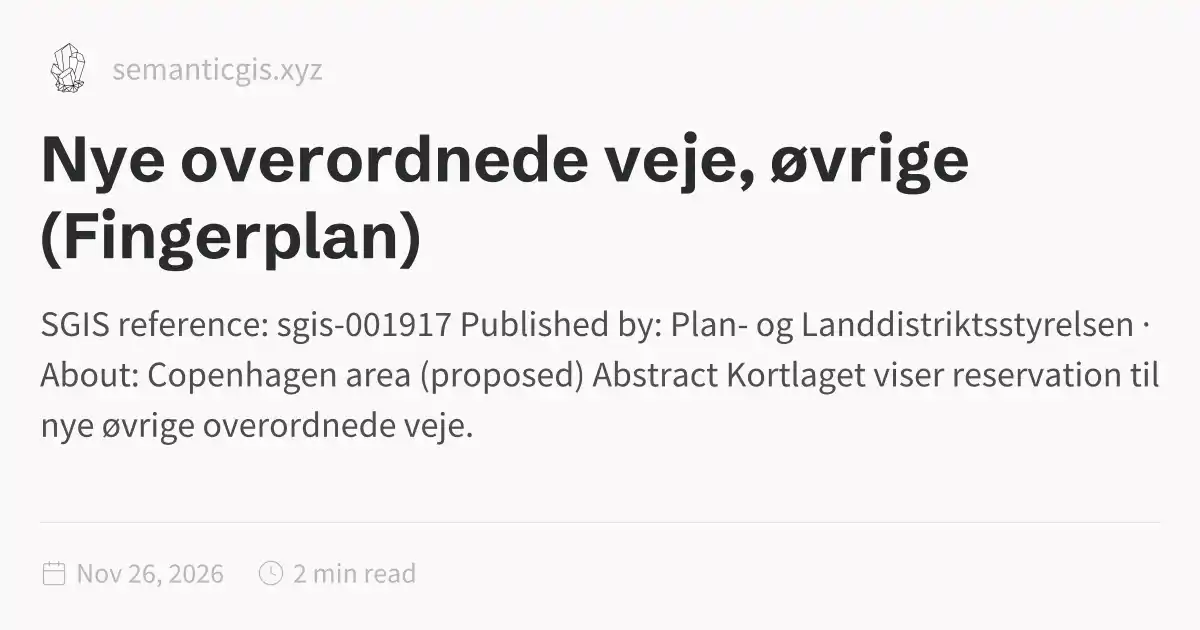 semanticgis.xyz
Nye overordnede veje, øvrige
(Fingerplan)
SGIS reference: sgis-001917 Published by: Plan- og Landdistriktsstyrelsen ·
About: Copenhagen area (proposed) Abstract Kortlaget viser reservation til
nye øvrige overordnede veje.
Nov 26, 2026 2 min read